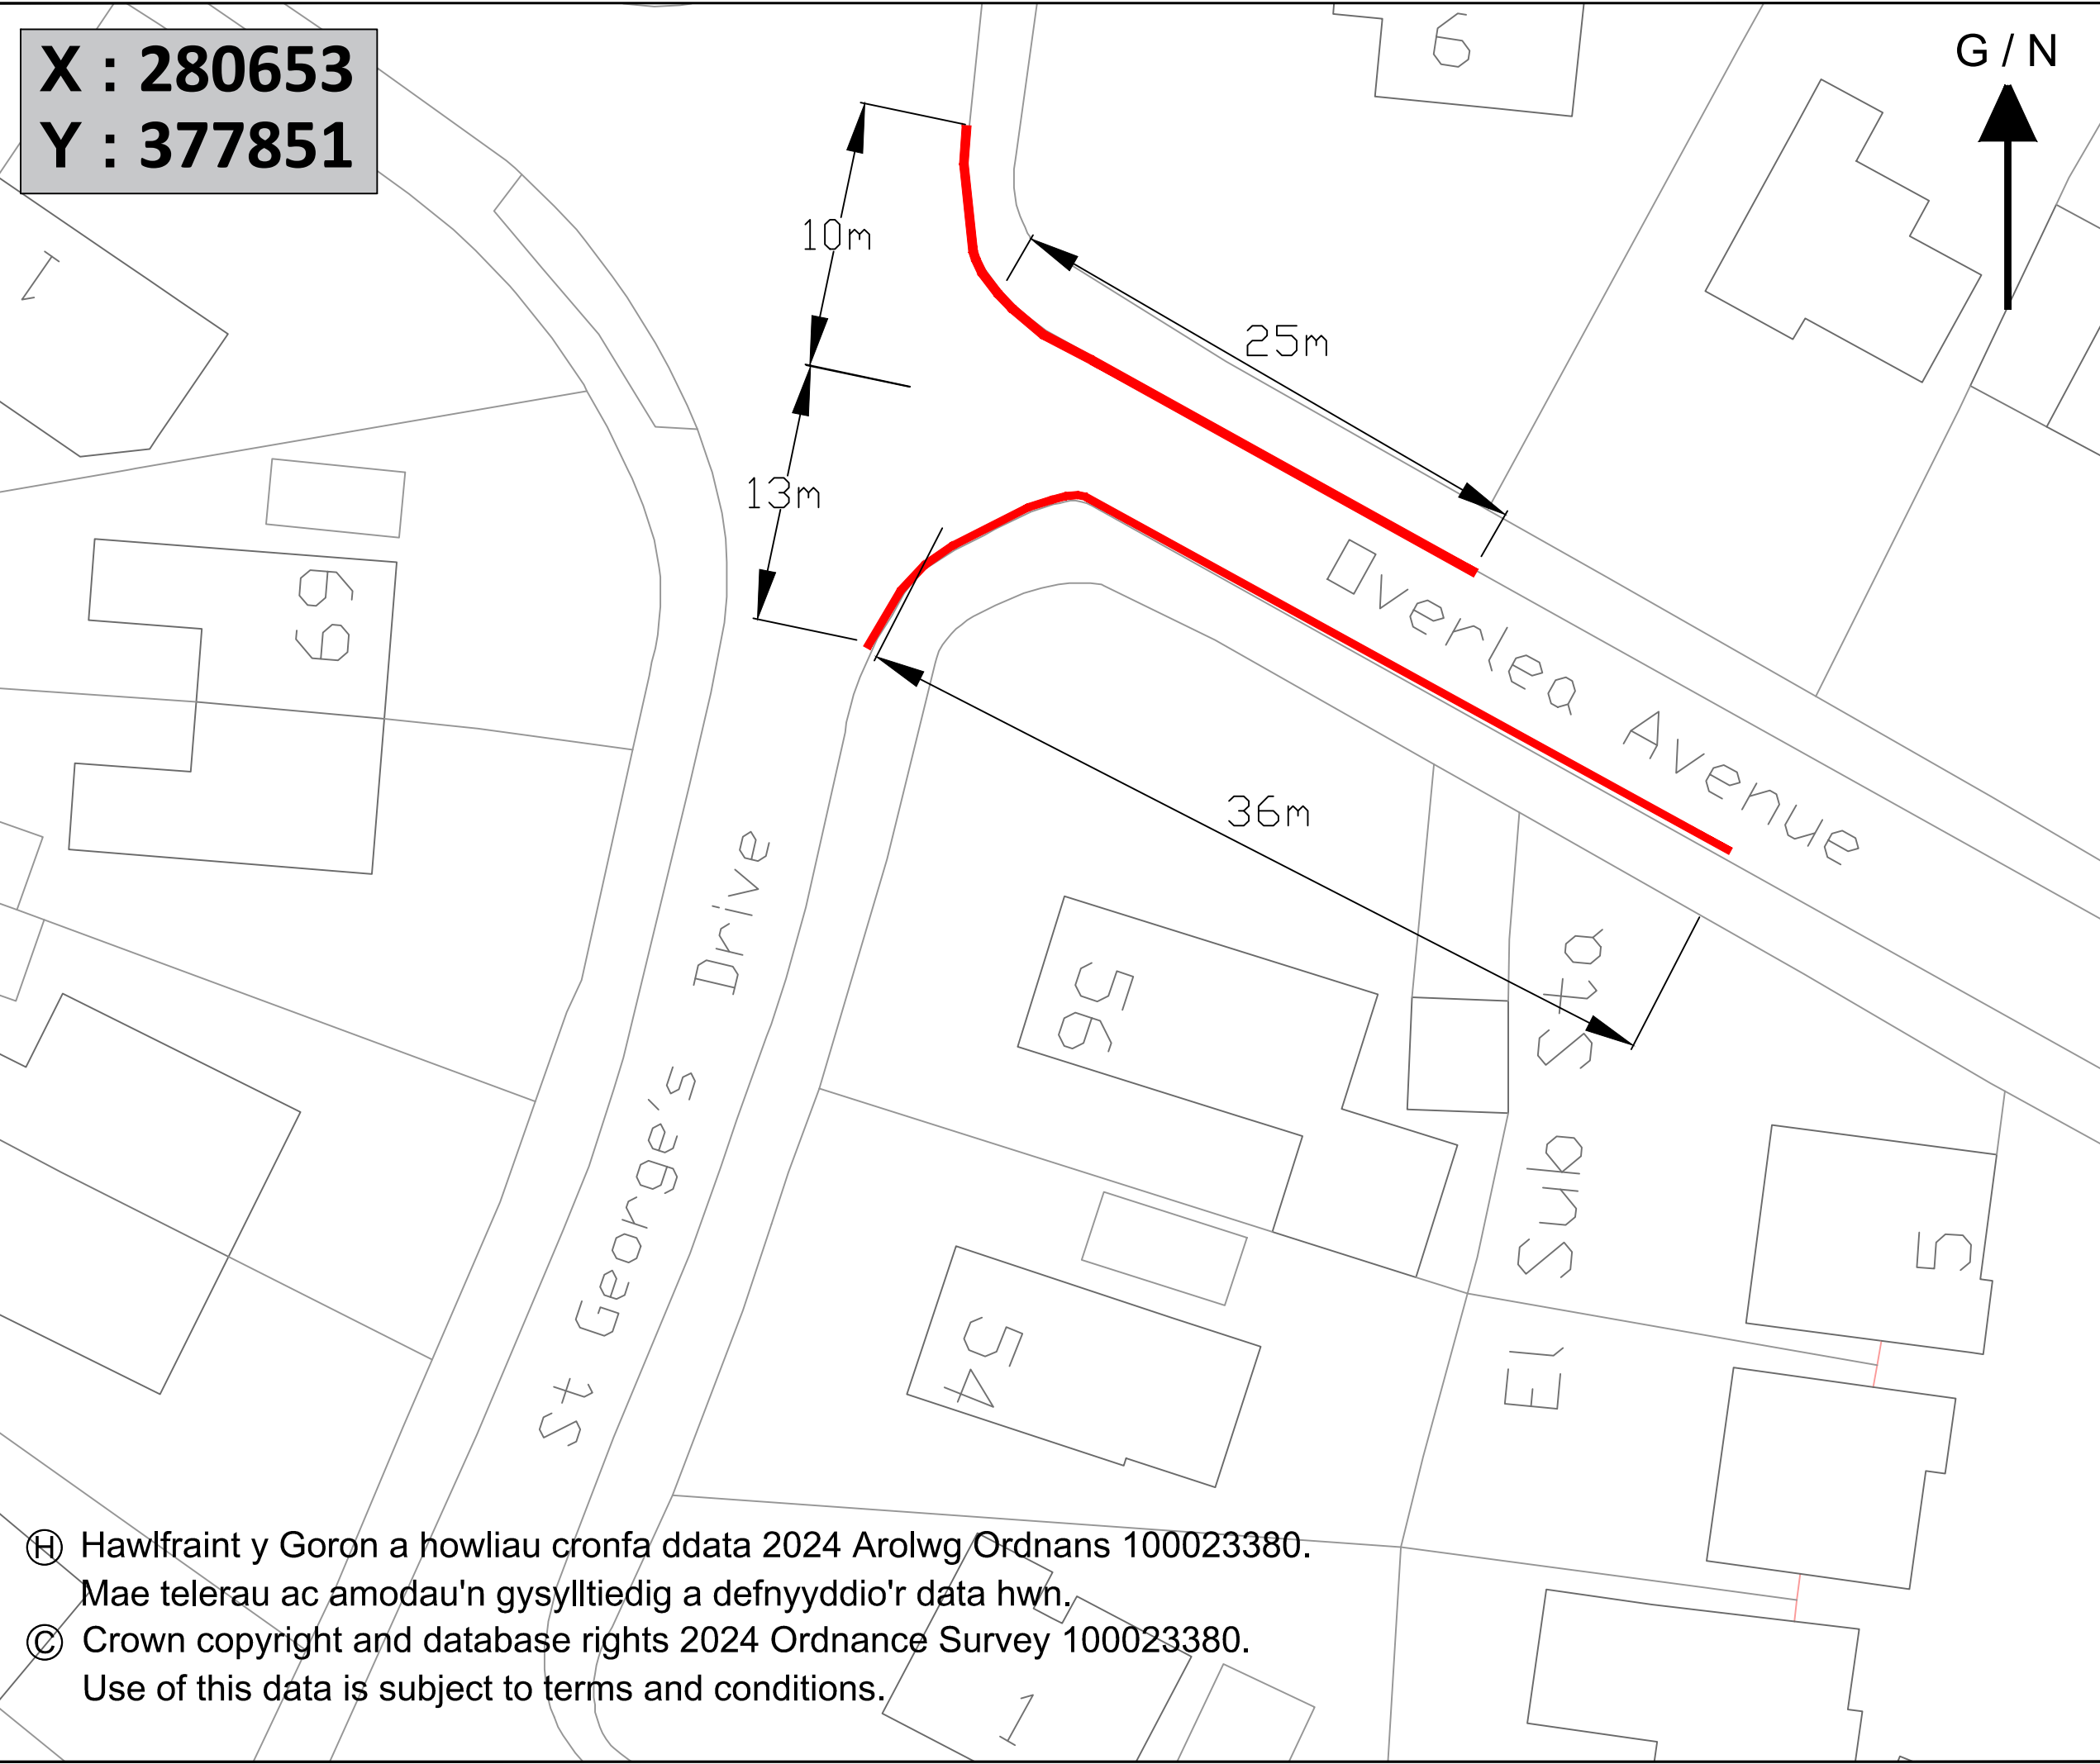 X : 280653
Y : 377851
G / N
6
1
10m
25m
13m
59
Overlea Avenue
36m
St George's Drive
56
El Sub Sta
5
54
Ⓗ Hawlfraint y Goron a howliau cronfa ddata 2024 Arolwg Ordnans 100023380.
Mae telerau ac amodau'n gysylltiedig a defnyyddio'r data hwn.
© Crown copyright and database rights 2024 Ordnance Survey 100023380.
Use of this data is subject to terms and conditions.
1